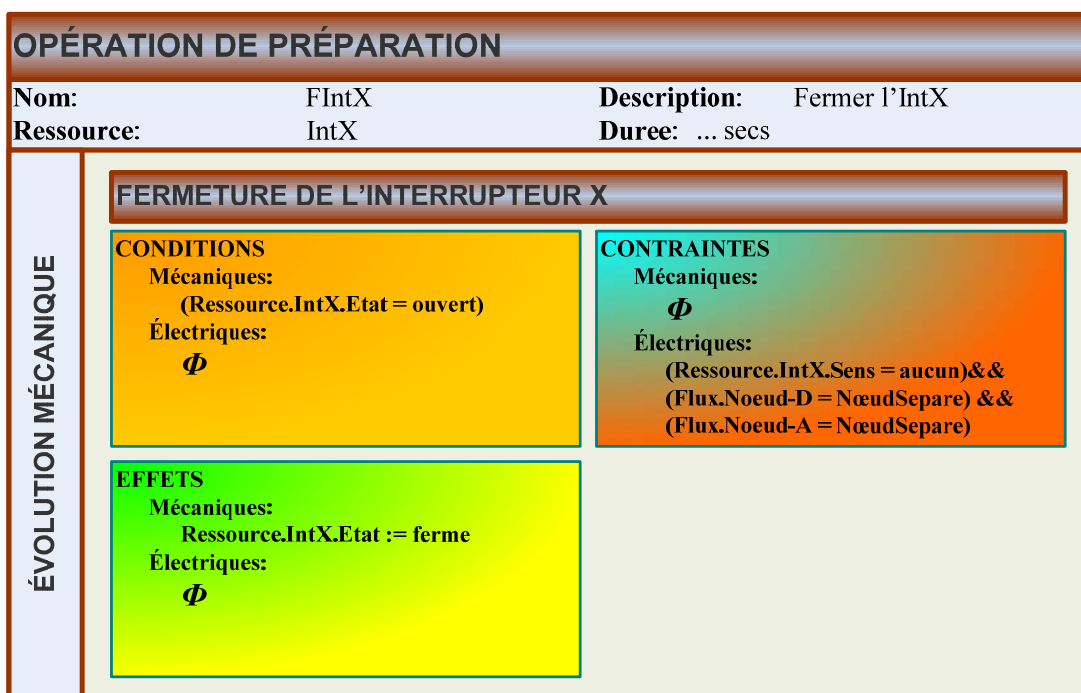 OPÉRATION DE PRÉPARATION
Nom: FIntX Description: Fermer l’IntX
Ressource: IntX Duree: ... secs
ÉVOLUTION MÉCANIQUE
FERMETURE DE L’INTERRUPTEUR X
CONDITIONS
Mécaniques:
(Ressource.IntX.Etat = ouvert)
Électriques:
Φ
CONTRAINTES
Mécaniques:
Φ
Électriques:
(Ressource.IntX.Sens = aucun)&&
(Flux.Noeud-D = NœudSepare) &&
(Flux.Noeud-A = NœudSepare)
EFFETS
Mécaniques:
Ressource.IntX.Etat := ferme
Électriques:
Φ